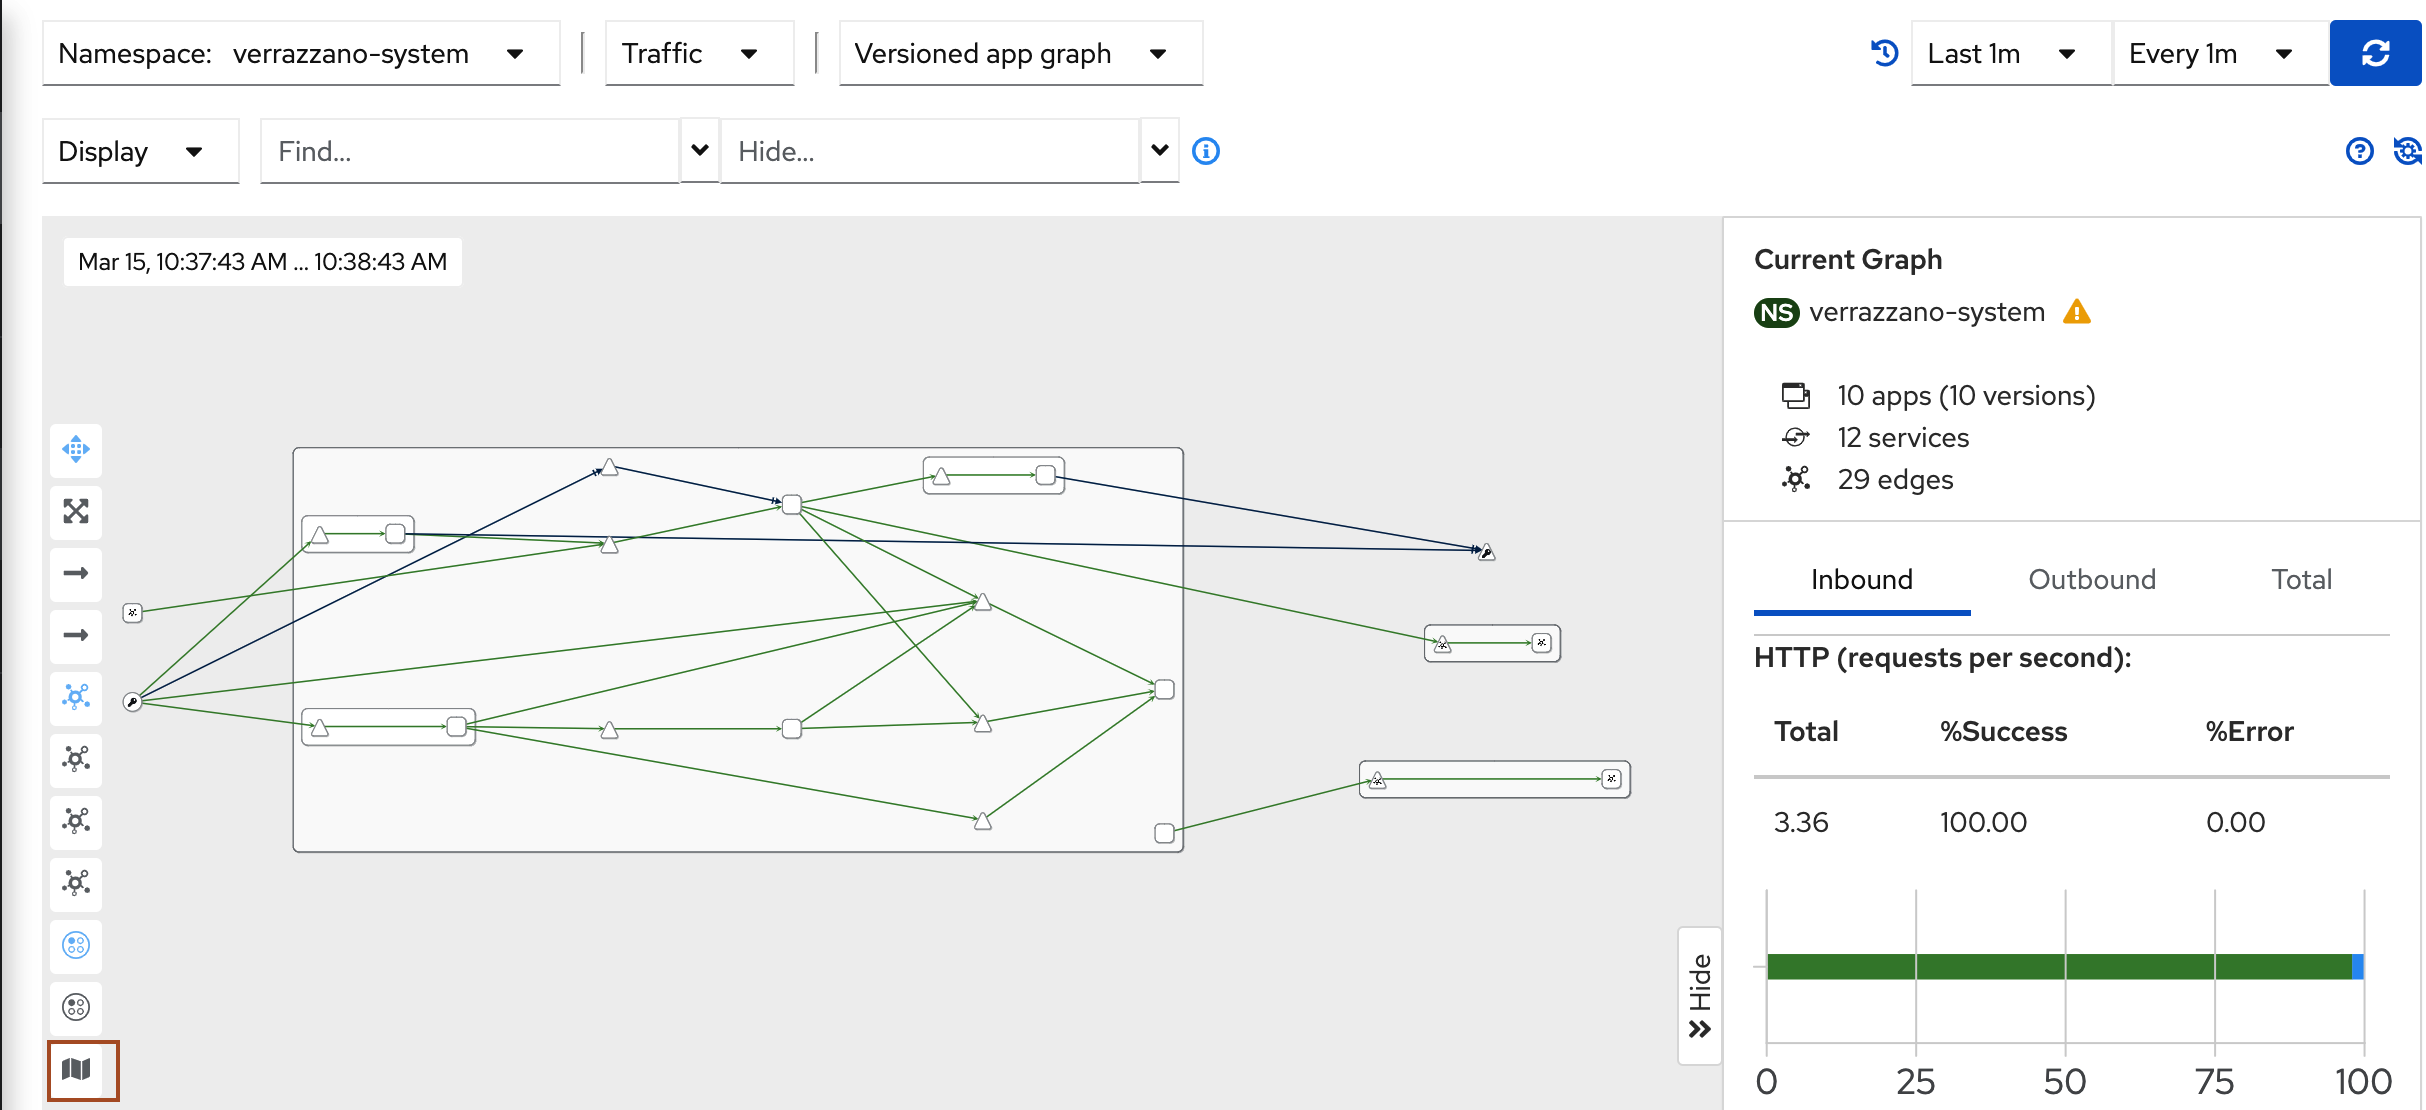 Namespace: verrazzano-system
Traffic
Versioned app graph
Last 1m
Every 1m
Display
Find...
Hide...
Mar 15, 10:37:43 AM ... 10:38:43 AM
Hide
Current Graph
NS verrazzano-system
10 apps (10 versions)
12 services
29 edges
Inbound Outbound Total
HTTP (requests per second):
Total %Success %Error
3.36 100.00 0.00
0 25 50 75 100